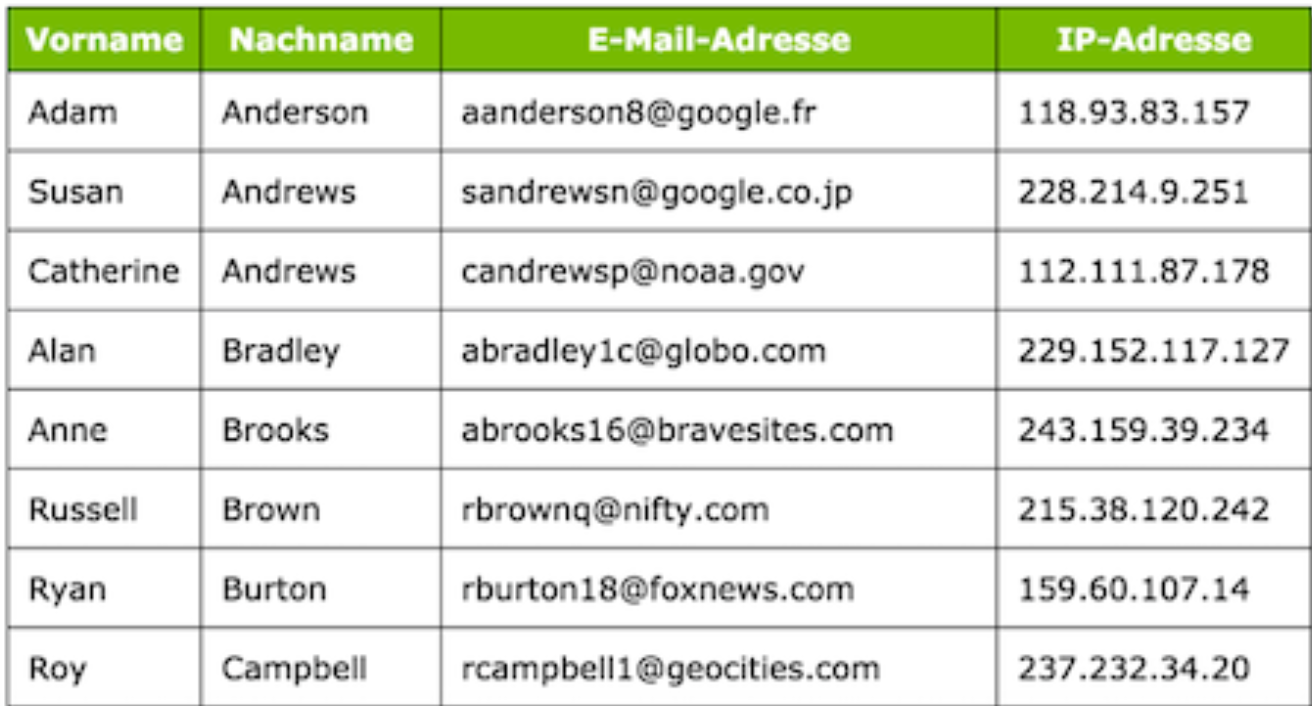 Vorname Nachname E-Mail-Adresse IP-Adresse
Adam Anderson aanderson8@google.fr 118.93.83.157
Susan Andrews sandrewsn@google.co.jp 228.214.9.251
Catherine Andrews candrewsp@noaa.gov 112.111.87.178
Alan Bradley abradley1c@globo.com 229.152.117.127
Anne Brooks abrooks16@bravesites.com 243.159.39.234
Russell Brown rbrownq@nifty.com 215.38.120.242
Ryan Burton rburton18@foxnews.com 159.60.107.14
Roy Campbell rcampbell1@geocities.com 237.232.34.20